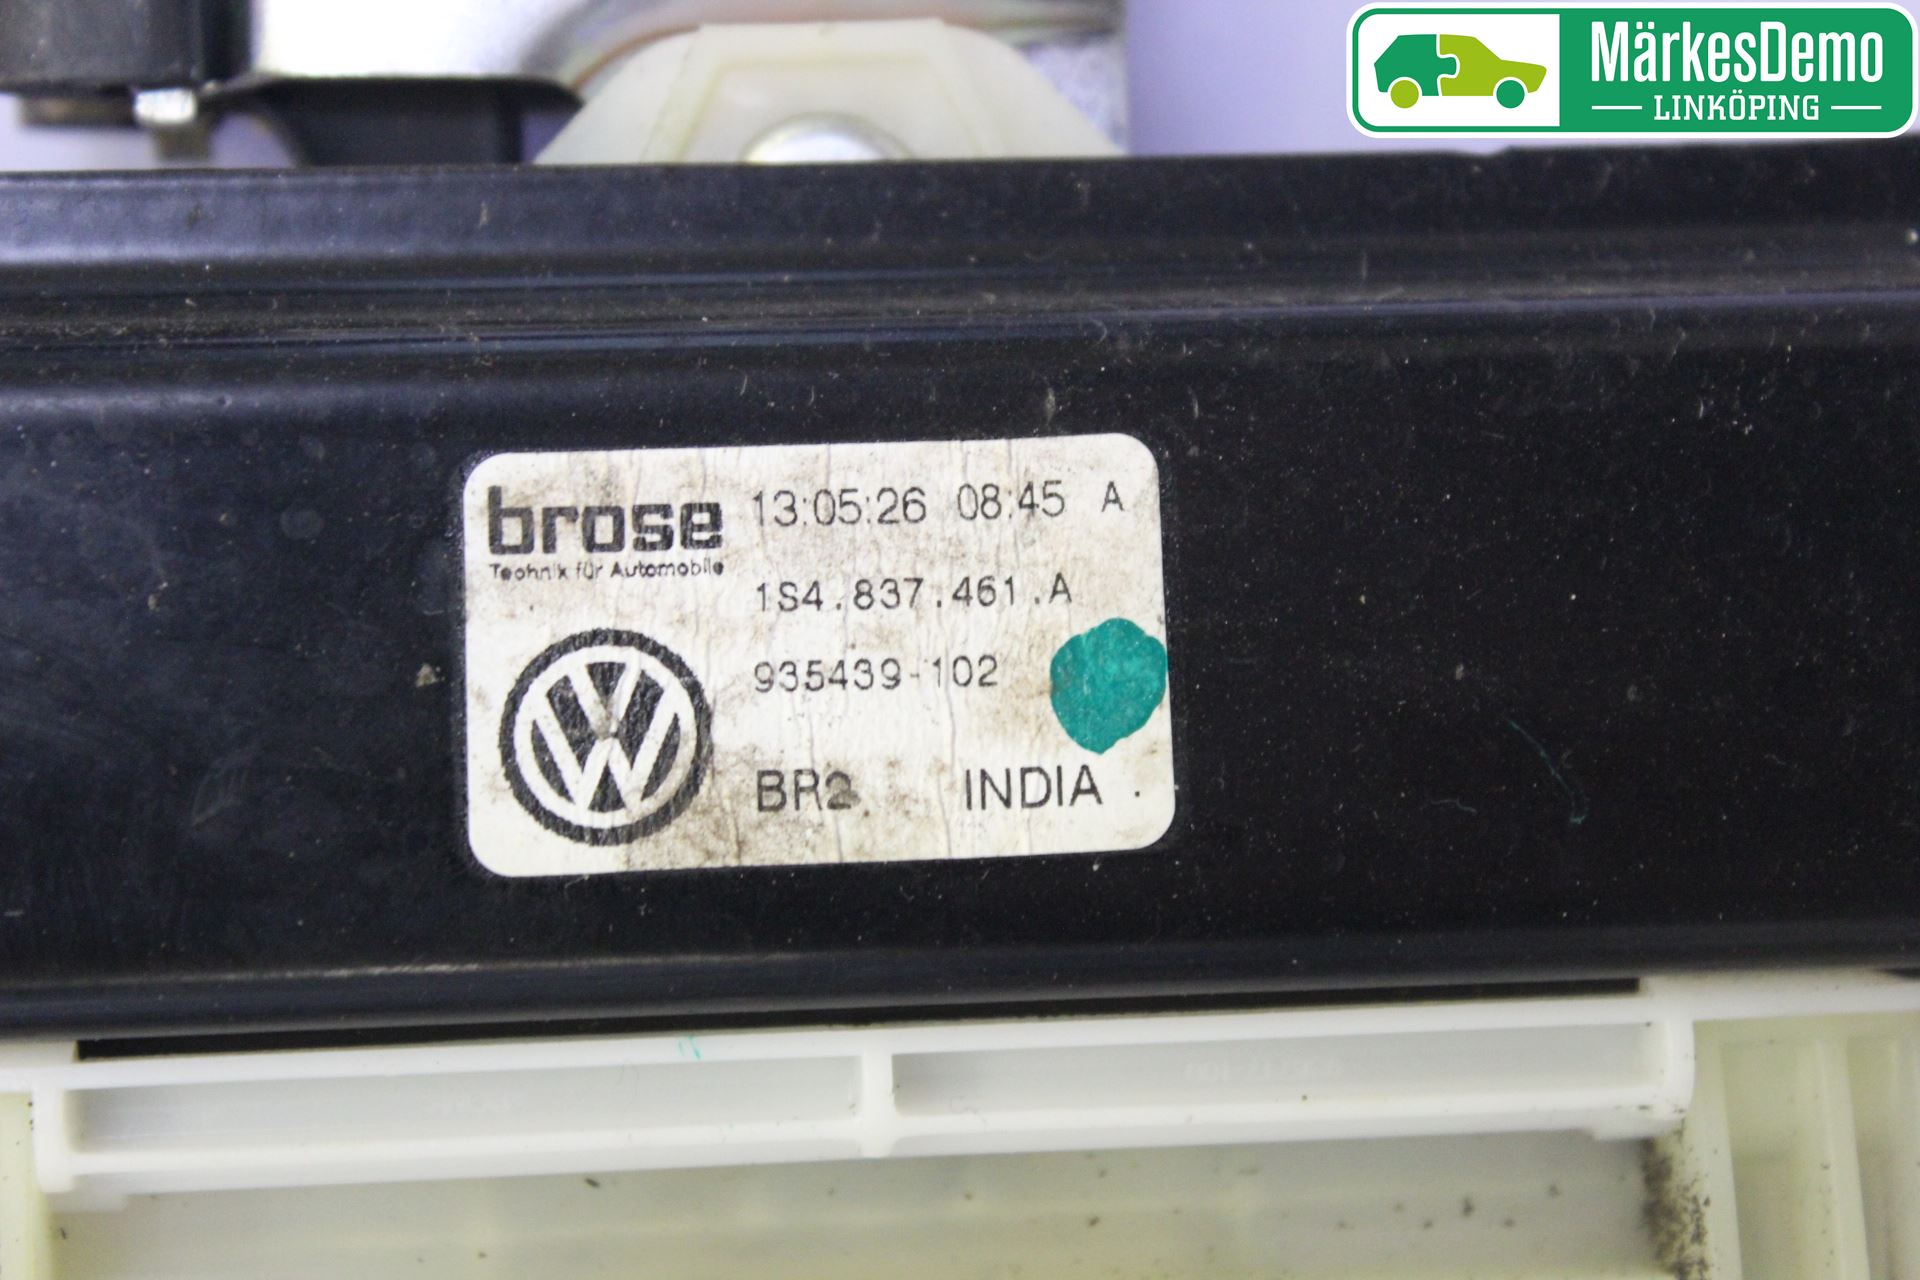 MärkesDemo
LINKÖPING
brose 13:05:26 08:45 A
Technik für Automobile
1S4.837.461.A
935439-102
BR2 INDIA .